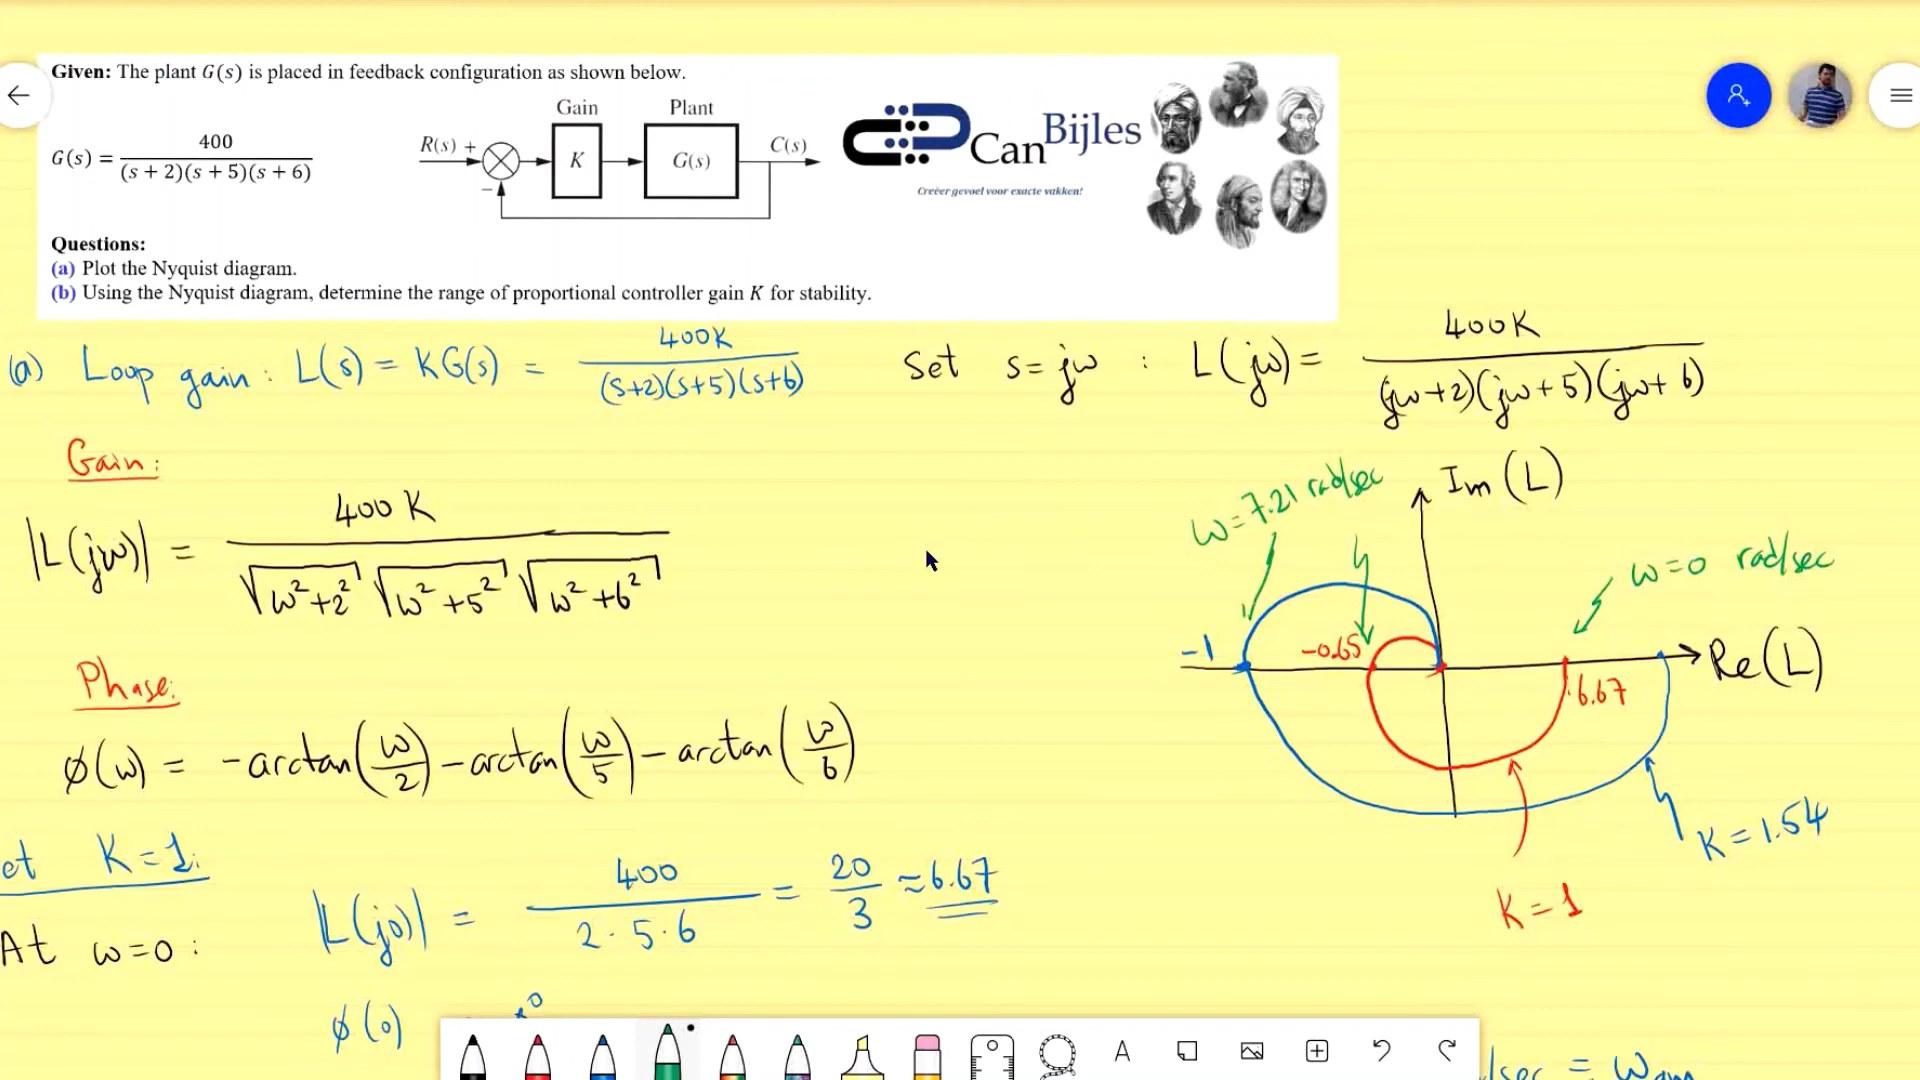 Given: The plant G(s) is placed in feedback configuration as shown below.
G(s) = 400 / (s + 2)(s + 5)(s + 6)
Gain Plant
R(s) + K G(s) C(s)
−
CanBijles
Creëer gevoel voor exacte vakken!
Questions:
(a) Plot the Nyquist diagram.
(b) Using the Nyquist diagram, determine the range of proportional controller gain K for stability.
(a) Loop gain: L(s) = KG(s) = 400K / (s+2)(s+5)(s+6) Set s=jω : L(jω) = 400K / (jω+2)(jω+5)(jω+6)
Gain:
|L(jω)| = 400K / √ω²+2² √ω²+5² √ω²+6²
Phase:
φ(ω) = -arctan(ω/2) - arctan(ω/5) - arctan(ω/6)
et K=1:
At ω=0 :
|L(j0)| = 400 / 2·5·6 = 20/3 ≈ 6.67
φ(0)
Im(L)
ω=7.21 rad/sec
ω=0 rad/sec
-1
-0.65
Re(L)
6.67
K=1.54
K=1
A
= ω